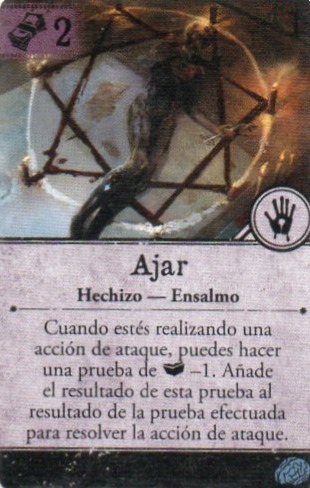 2
Ajar
Hechizo — Ensalmo
Cuando estés realizando una
acción de ataque, puedes hacer
una prueba de –1. Añade
el resultado de esta prueba al
resultado de la prueba efectuada
para resolver la acción de ataque.